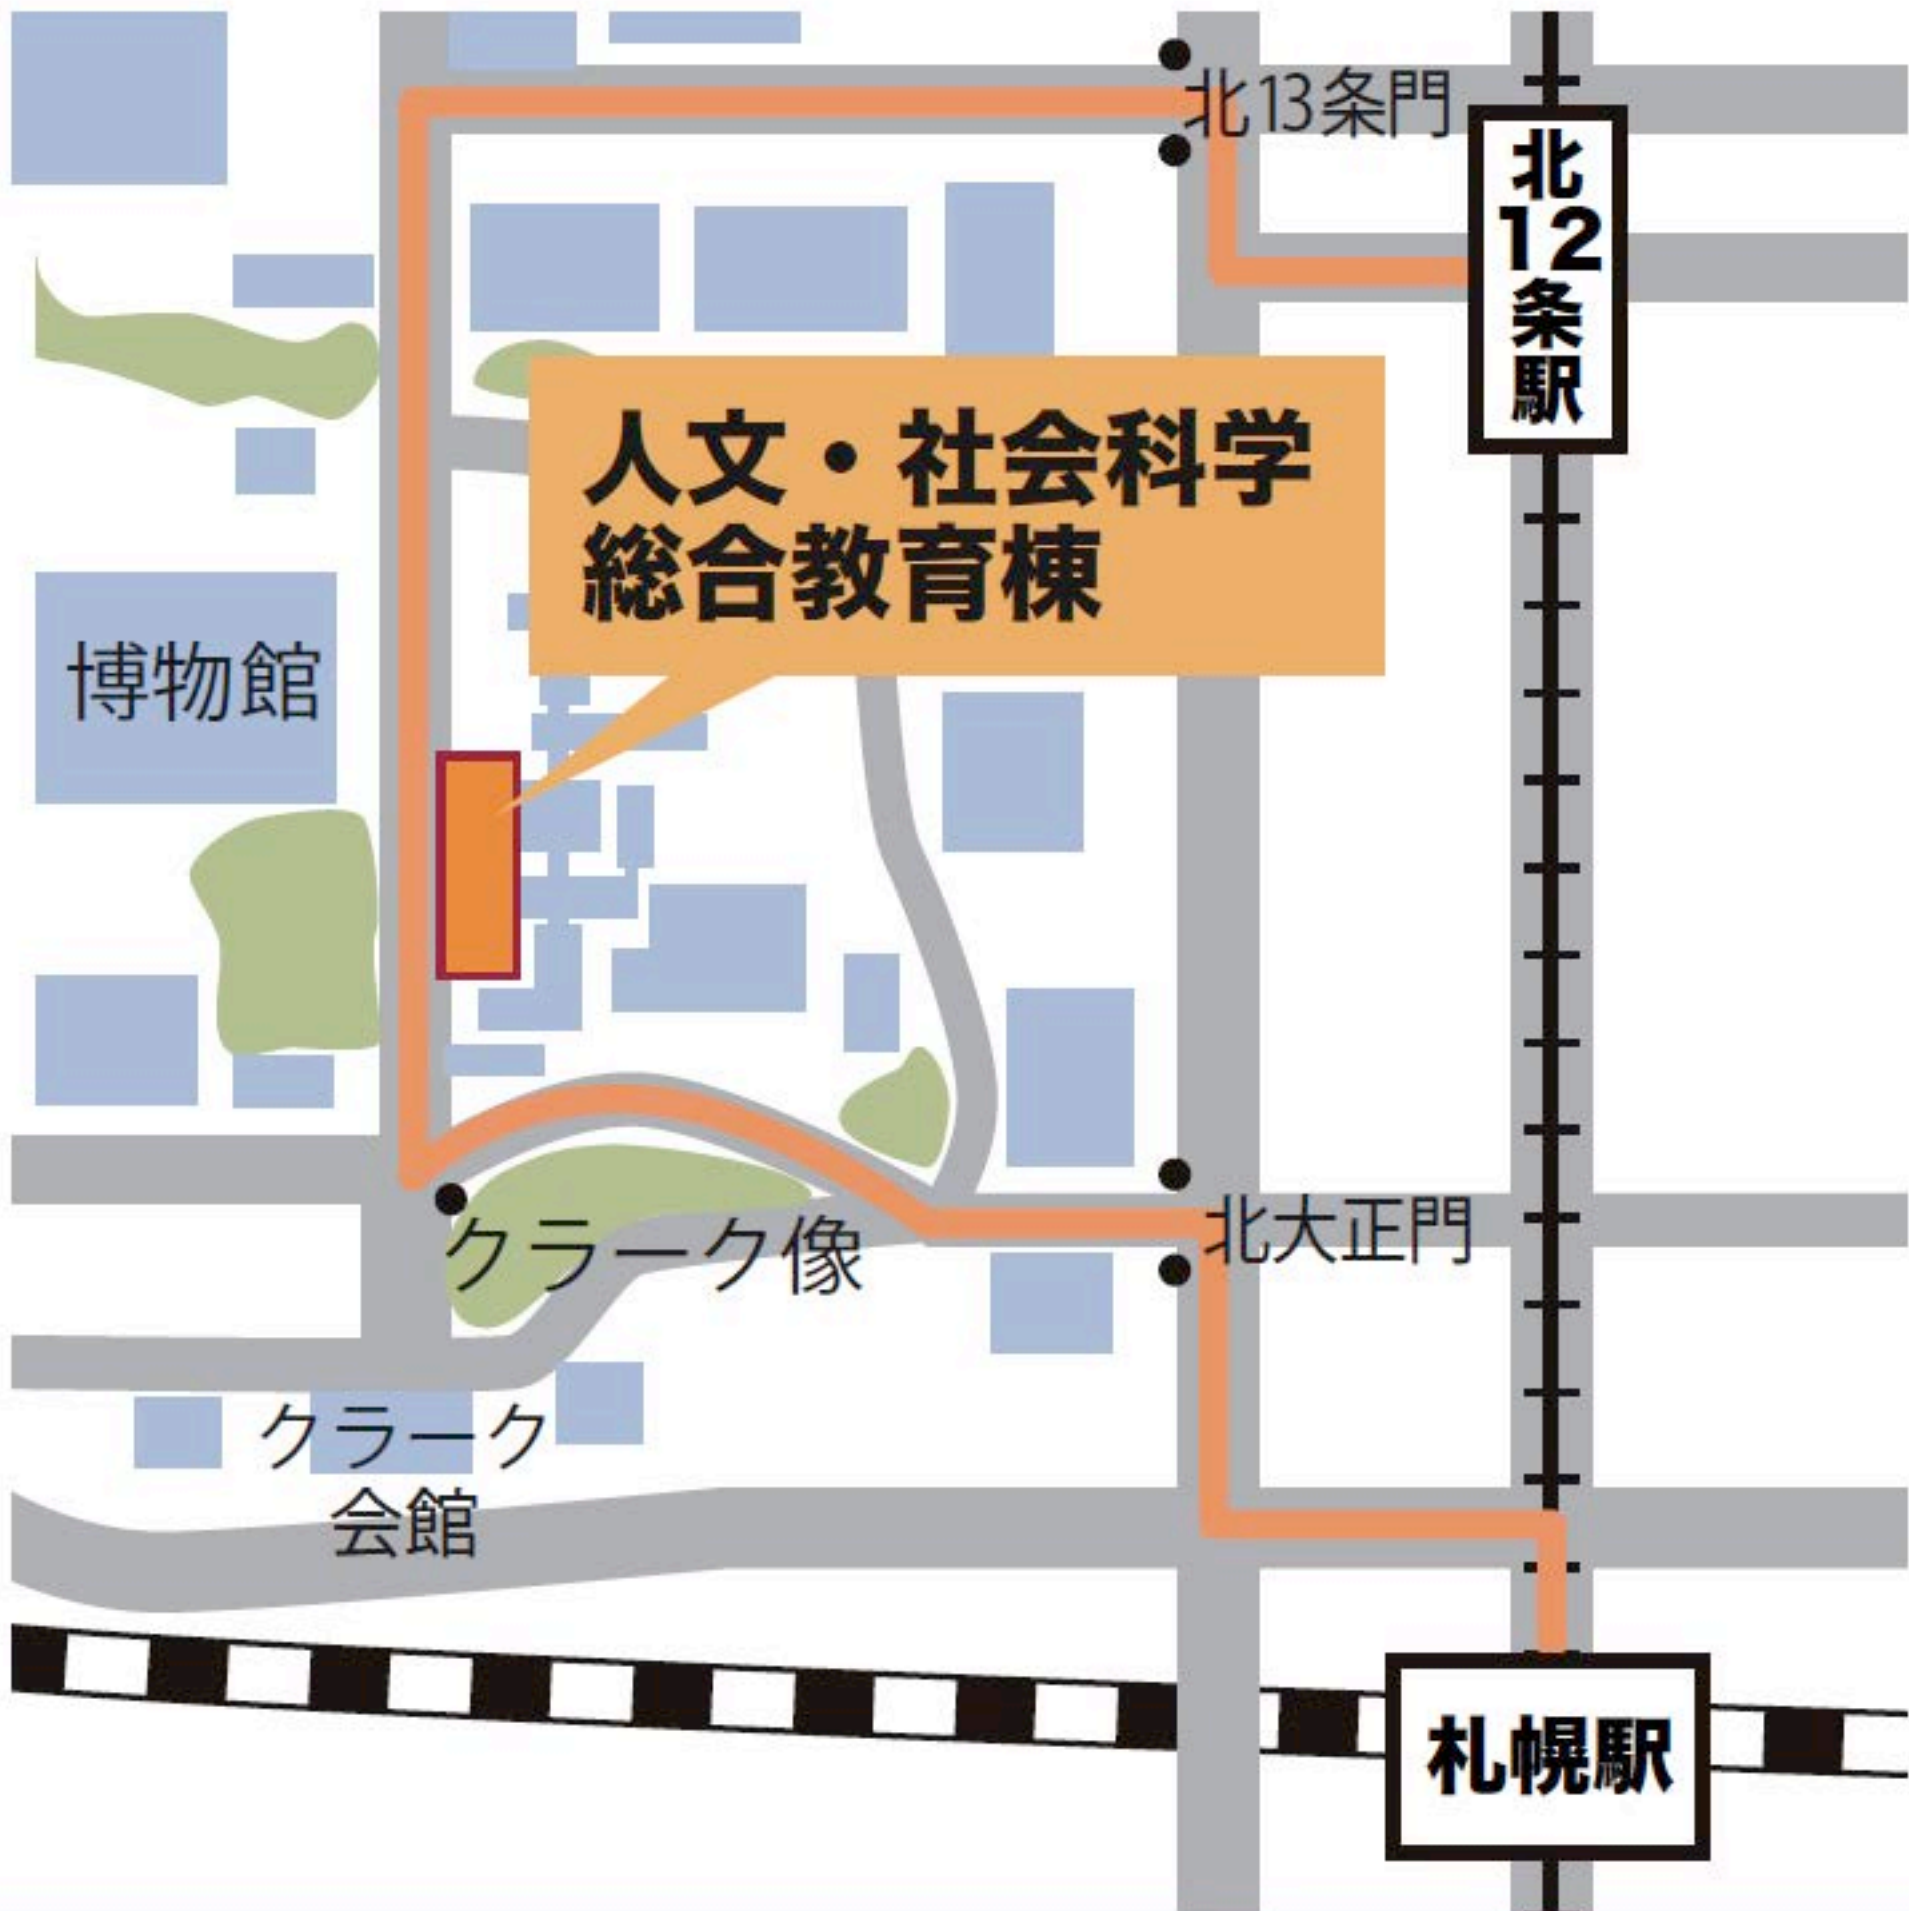 北13条門
北12条駅
人文・社会科学
総合教育棟
博物館
北大正門
クラーク像
クラーク
会館
札幌駅